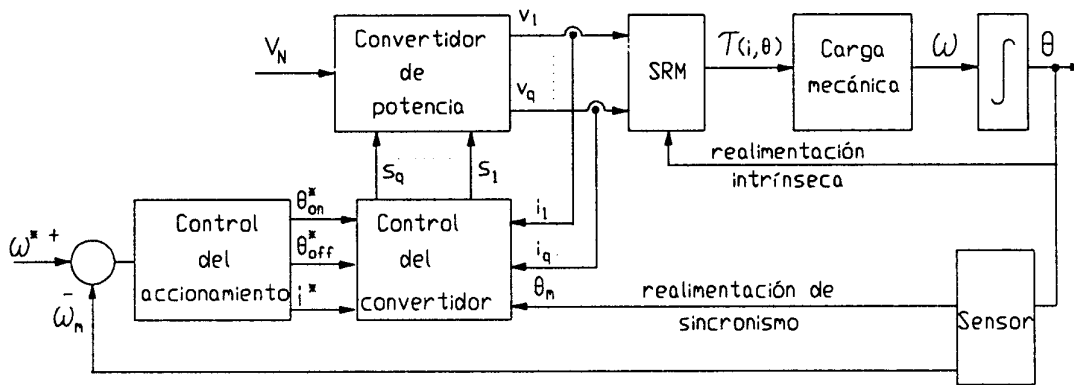 V_N
Convertidor
de
potencia
v_1
v_q
SRM
T(i,θ)
Carga
mecánica
ω
∫
θ
realimentación
intrínseca
S_q
S_1
ω* +
-
ω_m
Control
del
accionamiento
θ*_on
θ*_off
i*
Control
del
convertidor
i_1
i_q
θ_m
realimentación de
sincronismo
Sensor